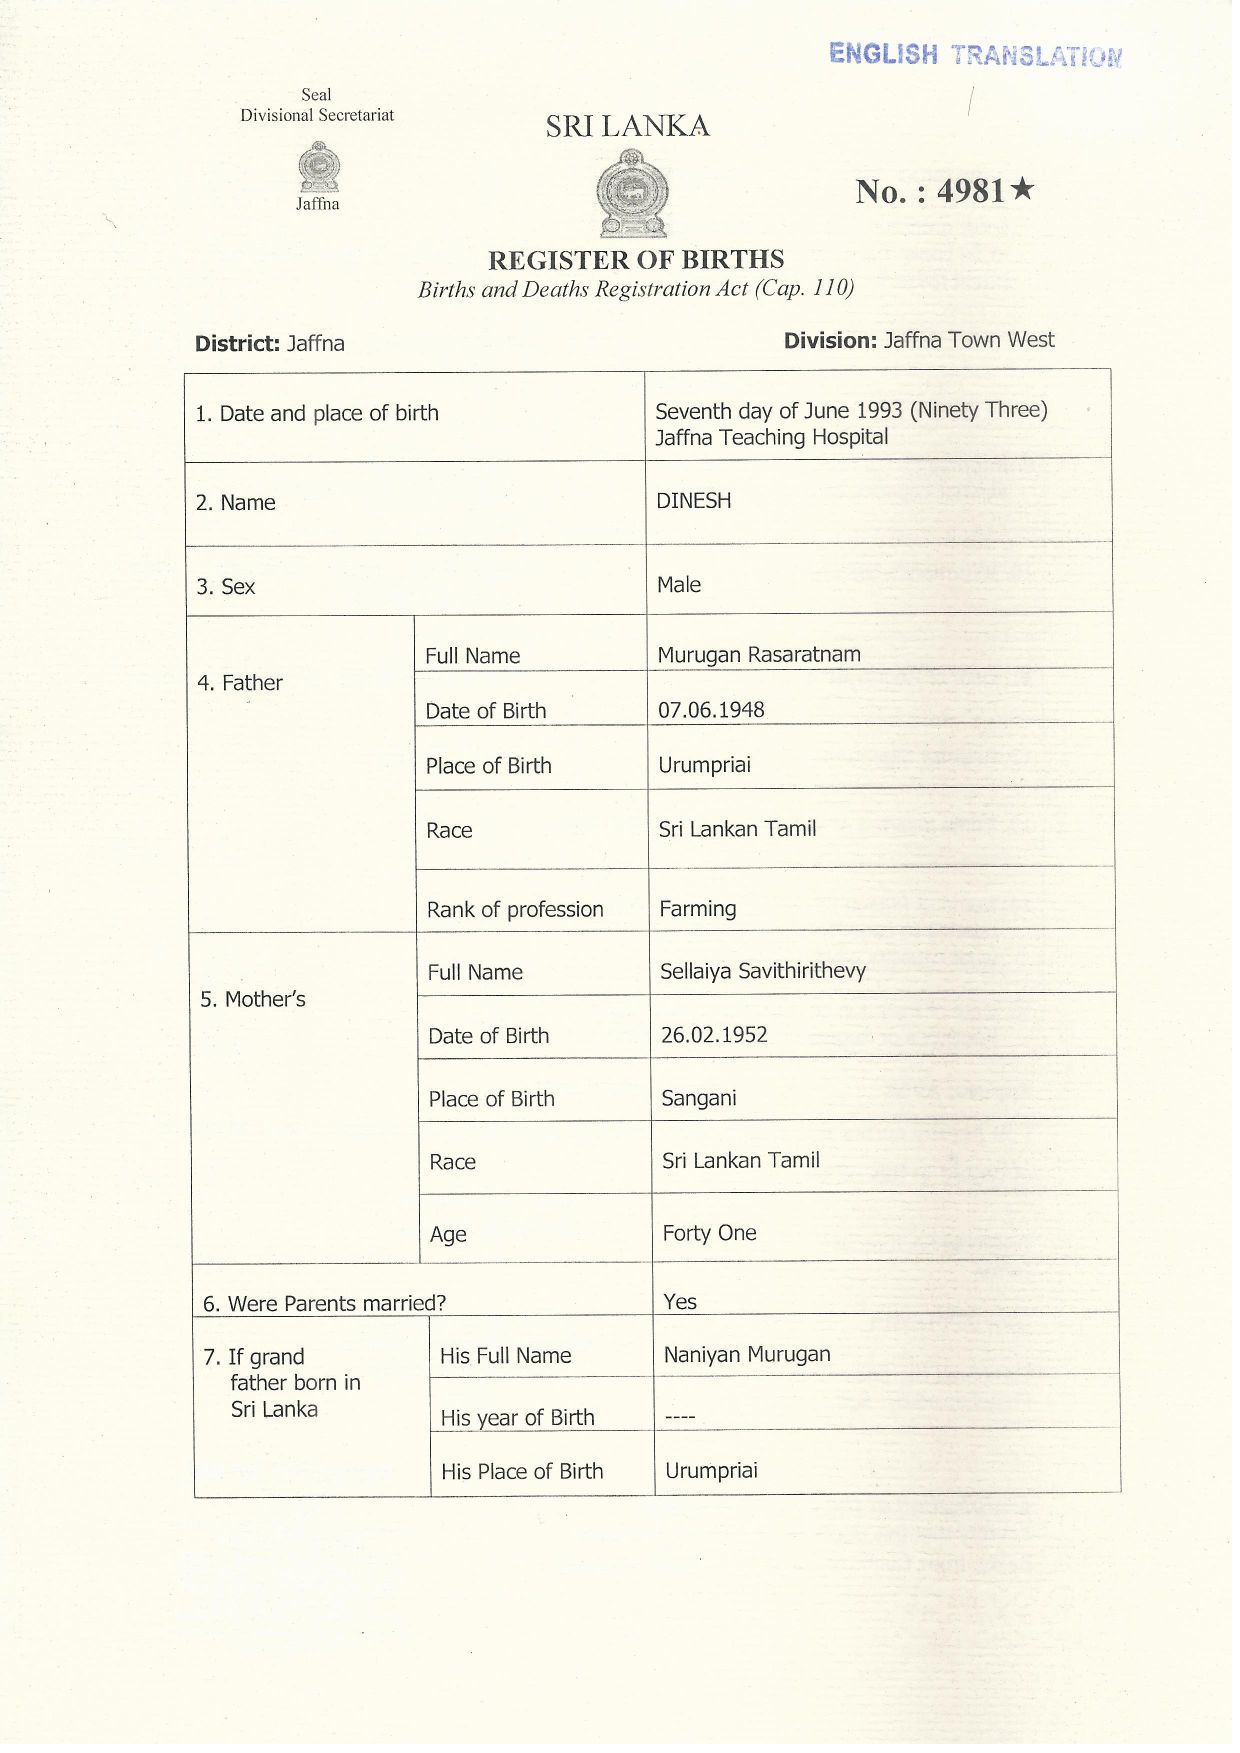 ENGLISH TRANSLATION
Seal
Divisional Secretariat
Jaffna
SRI LANKA
No. : 4981★
REGISTER OF BIRTHS
Births and Deaths Registration Act (Cap. 110)
District: Jaffna
Division: Jaffna Town West
1. Date and place of birth
Seventh day of June 1993 (Ninety Three)
Jaffna Teaching Hospital
2. Name
DINESH
3. Sex
Male
4. Father
Full Name
Murugan Rasaratnam
Date of Birth
07.06.1948
Place of Birth
Urumpriai
Race
Sri Lankan Tamil
Rank of profession
Farming
5. Mother's
Full Name
Sellaiya Savithirithevy
Date of Birth
26.02.1952
Place of Birth
Sangani
Race
Sri Lankan Tamil
Age
Forty One
6. Were Parents married?
Yes
7. If grand
father born in
Sri Lanka
His Full Name
Naniyan Murugan
His year of Birth
----
His Place of Birth
Urumpriai